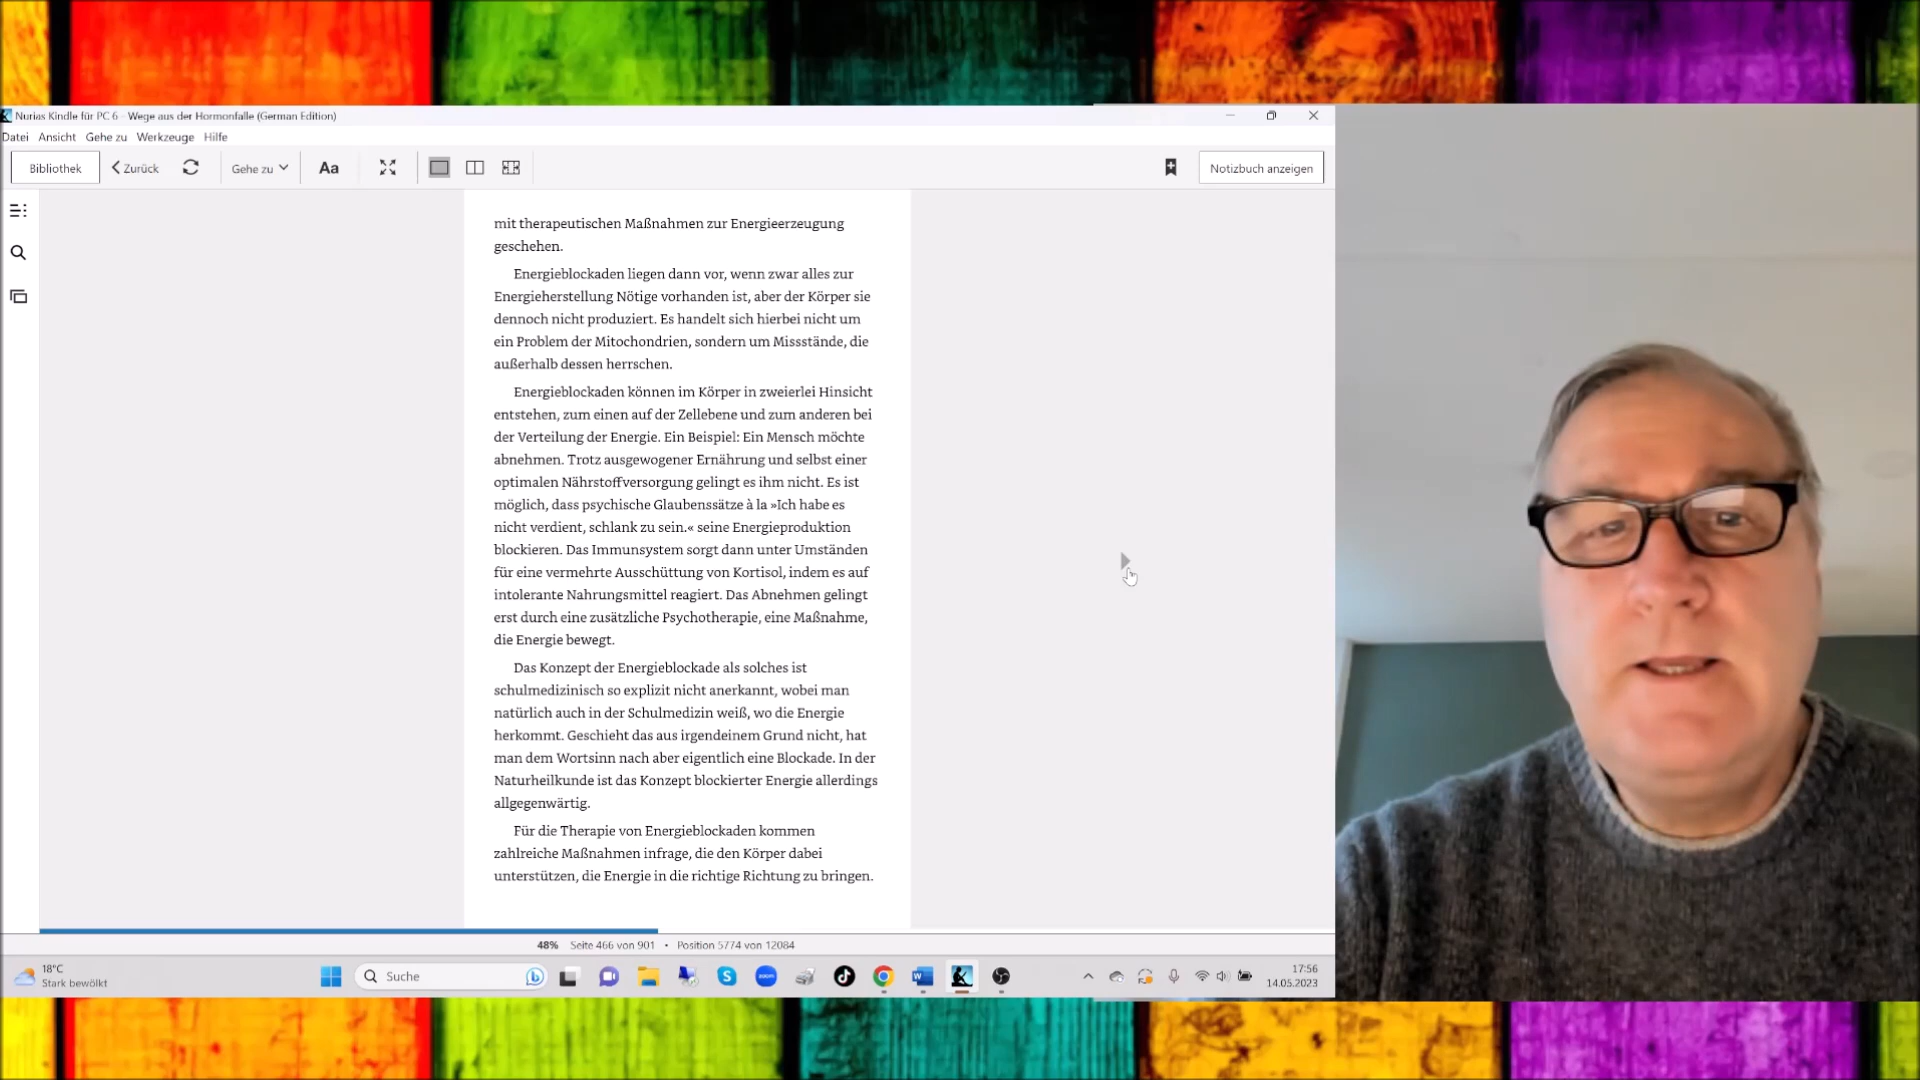 Nurias Kindle für PC 6 - Wege aus der Hormonfalle (German Edition)
Datei Ansicht Gehe zu Werkzeuge Hilfe
Bibliothek Zurück Gehe zu Aa Notizbuch anzeigen
mit therapeutischen Maßnahmen zur Energieerzeugung
geschehen.
Energieblockaden liegen dann vor, wenn zwar alles zur
Energieherstellung Nötige vorhanden ist, aber der Körper sie
dennoch nicht produziert. Es handelt sich hierbei nicht um
ein Problem der Mitochondrien, sondern um Missstände, die
außerhalb dessen herrschen.
Energieblockaden können im Körper in zweierlei Hinsicht
entstehen, zum einen auf der Zellebene und zum anderen bei
der Verteilung der Energie. Ein Beispiel: Ein Mensch möchte
abnehmen. Trotz ausgewogener Ernährung und selbst einer
optimalen Nährstoffversorgung gelingt es ihm nicht. Es ist
möglich, dass psychische Glaubenssätze à la »Ich habe es
nicht verdient, schlank zu sein.« seine Energieproduktion
blockieren. Das Immunsystem sorgt dann unter Umständen
für eine vermehrte Ausschüttung von Kortisol, indem es auf
intolerante Nahrungsmittel reagiert. Das Abnehmen gelingt
erst durch eine zusätzliche Psychotherapie, eine Maßnahme,
die Energie bewegt.
Das Konzept der Energieblockade als solches ist
schulmedizinisch so explizit nicht anerkannt, wobei man
natürlich auch in der Schulmedizin weiß, wo die Energie
herkommt. Geschieht das aus irgendeinem Grund nicht, hat
man dem Wortsinn nach aber eigentlich eine Blockade. In der
Naturheilkunde ist das Konzept blockierter Energie allerdings
allgegenwärtig.
Für die Therapie von Energieblockaden kommen
zahlreiche Maßnahmen infrage, die den Körper dabei
unterstützen, die Energie in die richtige Richtung zu bringen.
48% Seite 466 von 901 • Position 5774 von 12084
18°C
Stark bewölkt
Suche
zoom
17:56
14.05.2023